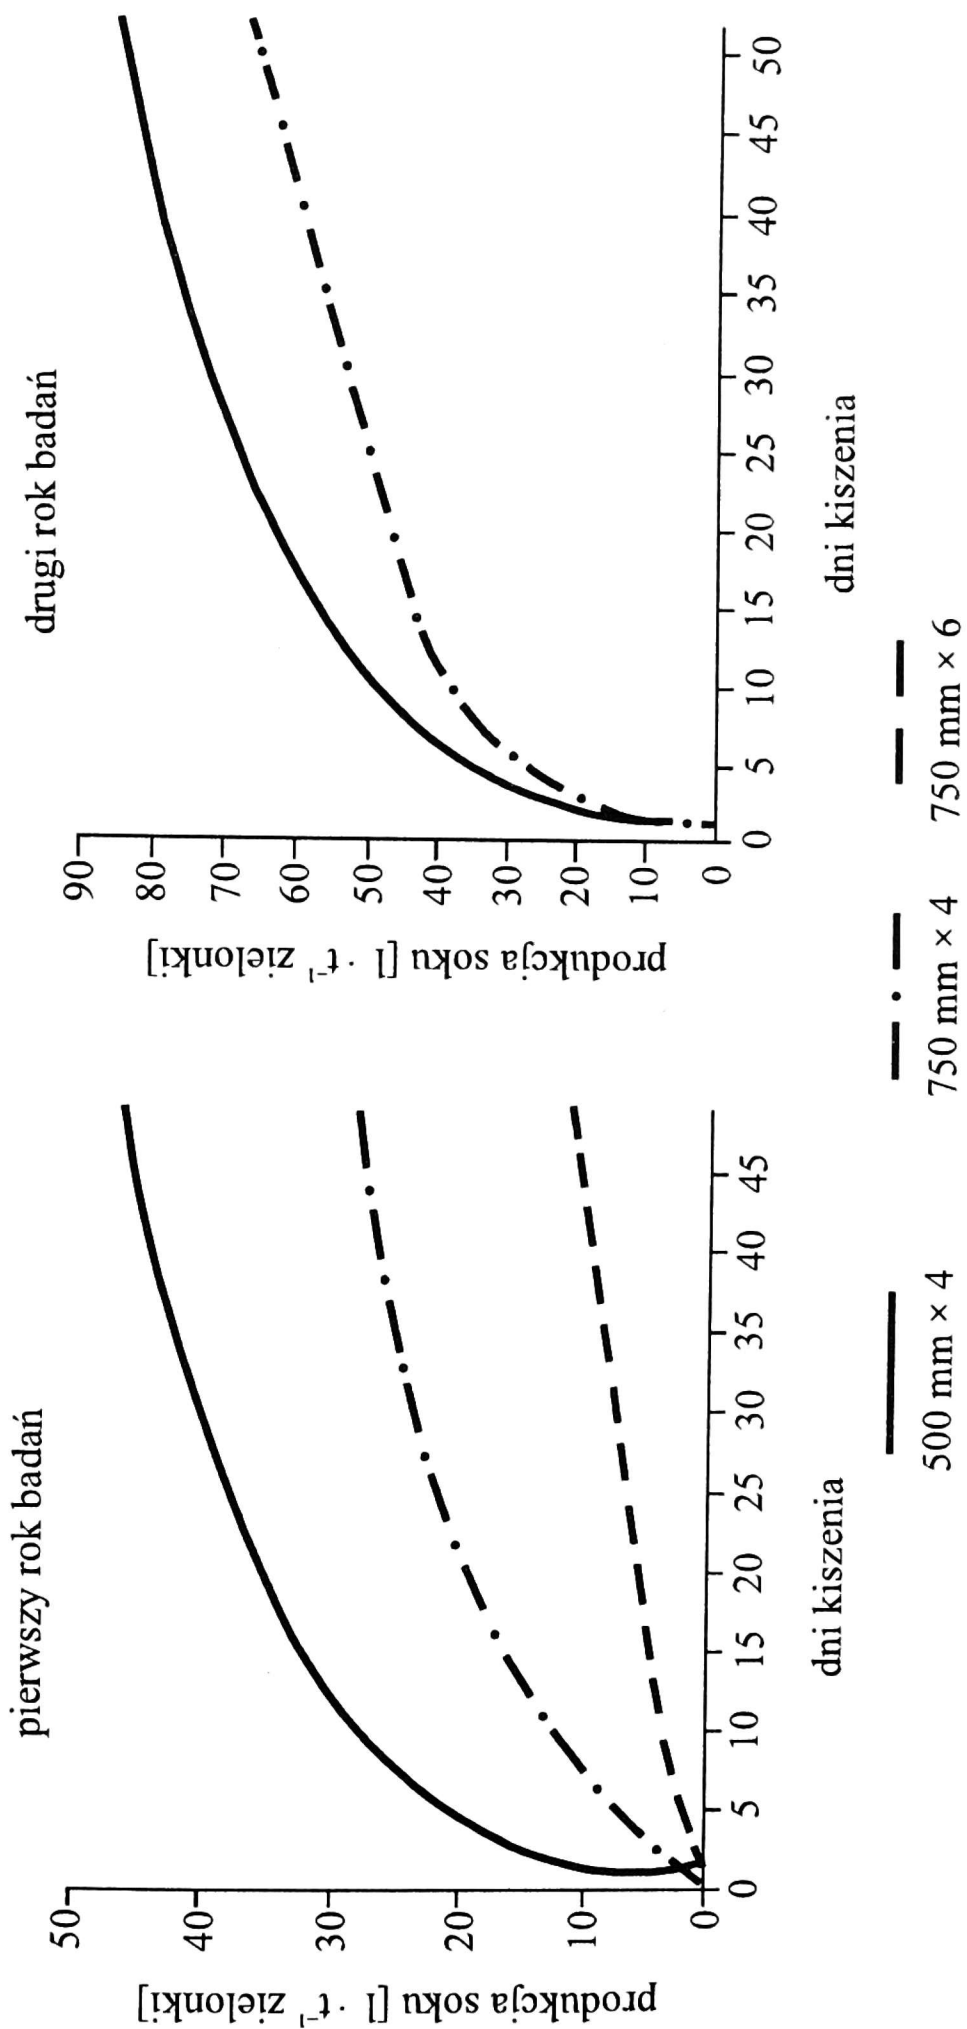 pierwszy rok badań
produkcja soku [l · t⁻¹ zielonki]
50
40
30
20
10
0
0 5 10 15 20 25 30 35 40 45
dni kiszenia
drugi rok badań
produkcja soku [l · t⁻¹ zielonki]
90
80
70
60
50
40
30
20
10
0
0 5 10 15 20 25 30 35 40 45 50
dni kiszenia
500 mm × 4 750 mm × 4 750 mm × 6